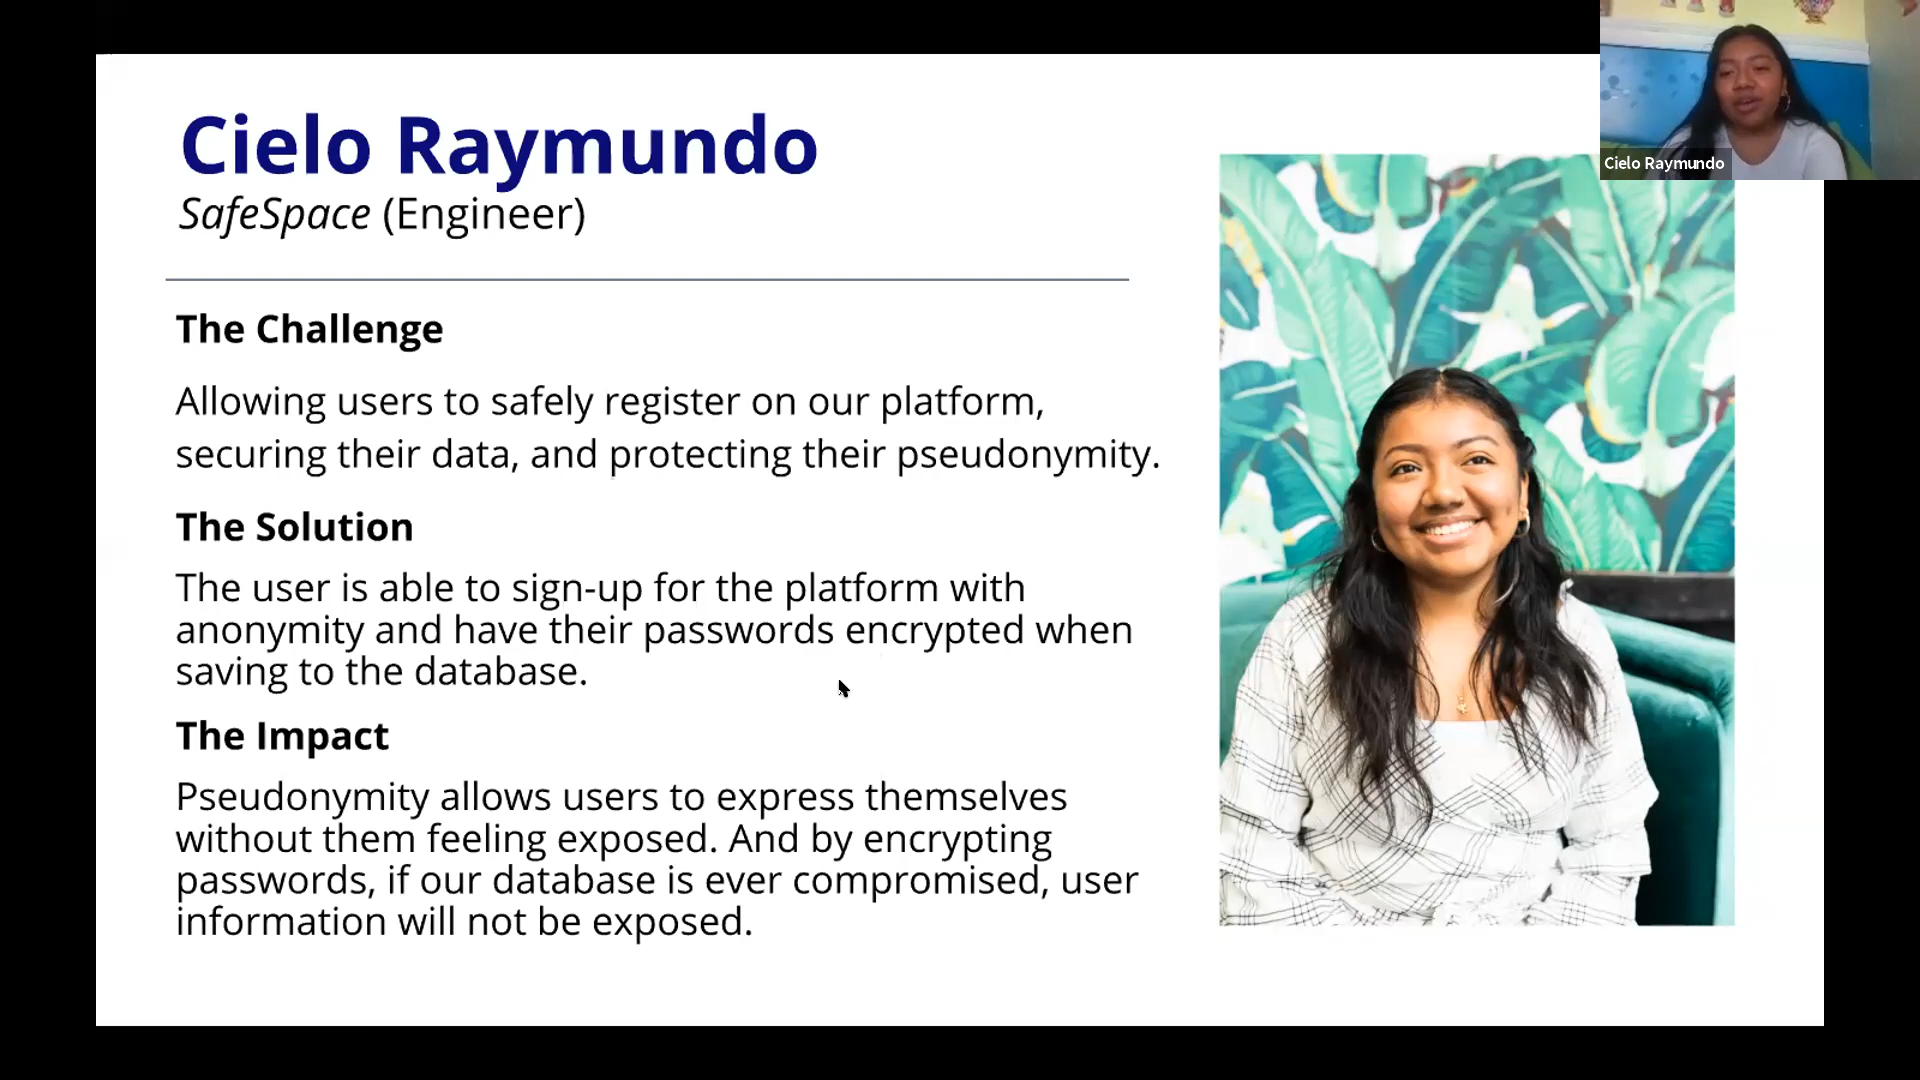 Cielo Raymundo
SafeSpace (Engineer)
Cielo Raymundo
The Challenge
Allowing users to safely register on our platform,
securing their data, and protecting their pseudonymity.
The Solution
The user is able to sign-up for the platform with
anonymity and have their passwords encrypted when
saving to the database.
The Impact
Pseudonymity allows users to express themselves
without them feeling exposed. And by encrypting
passwords, if our database is ever compromised, user
information will not be exposed.